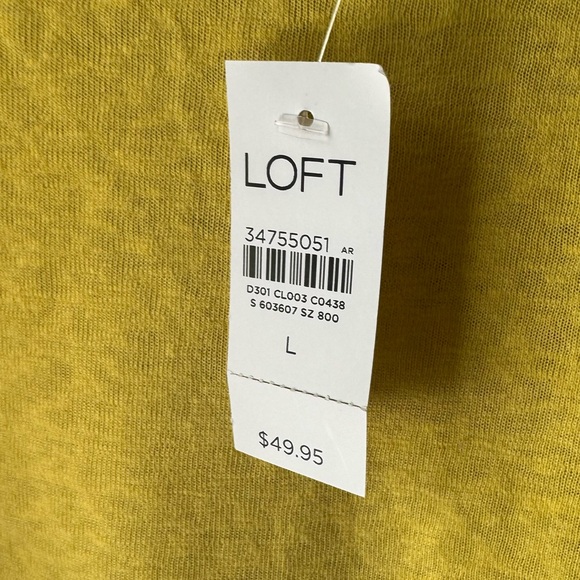 LOFT
34755051 AR
D301 CL003 C0438
S 603607 SZ 800
L
$49.95